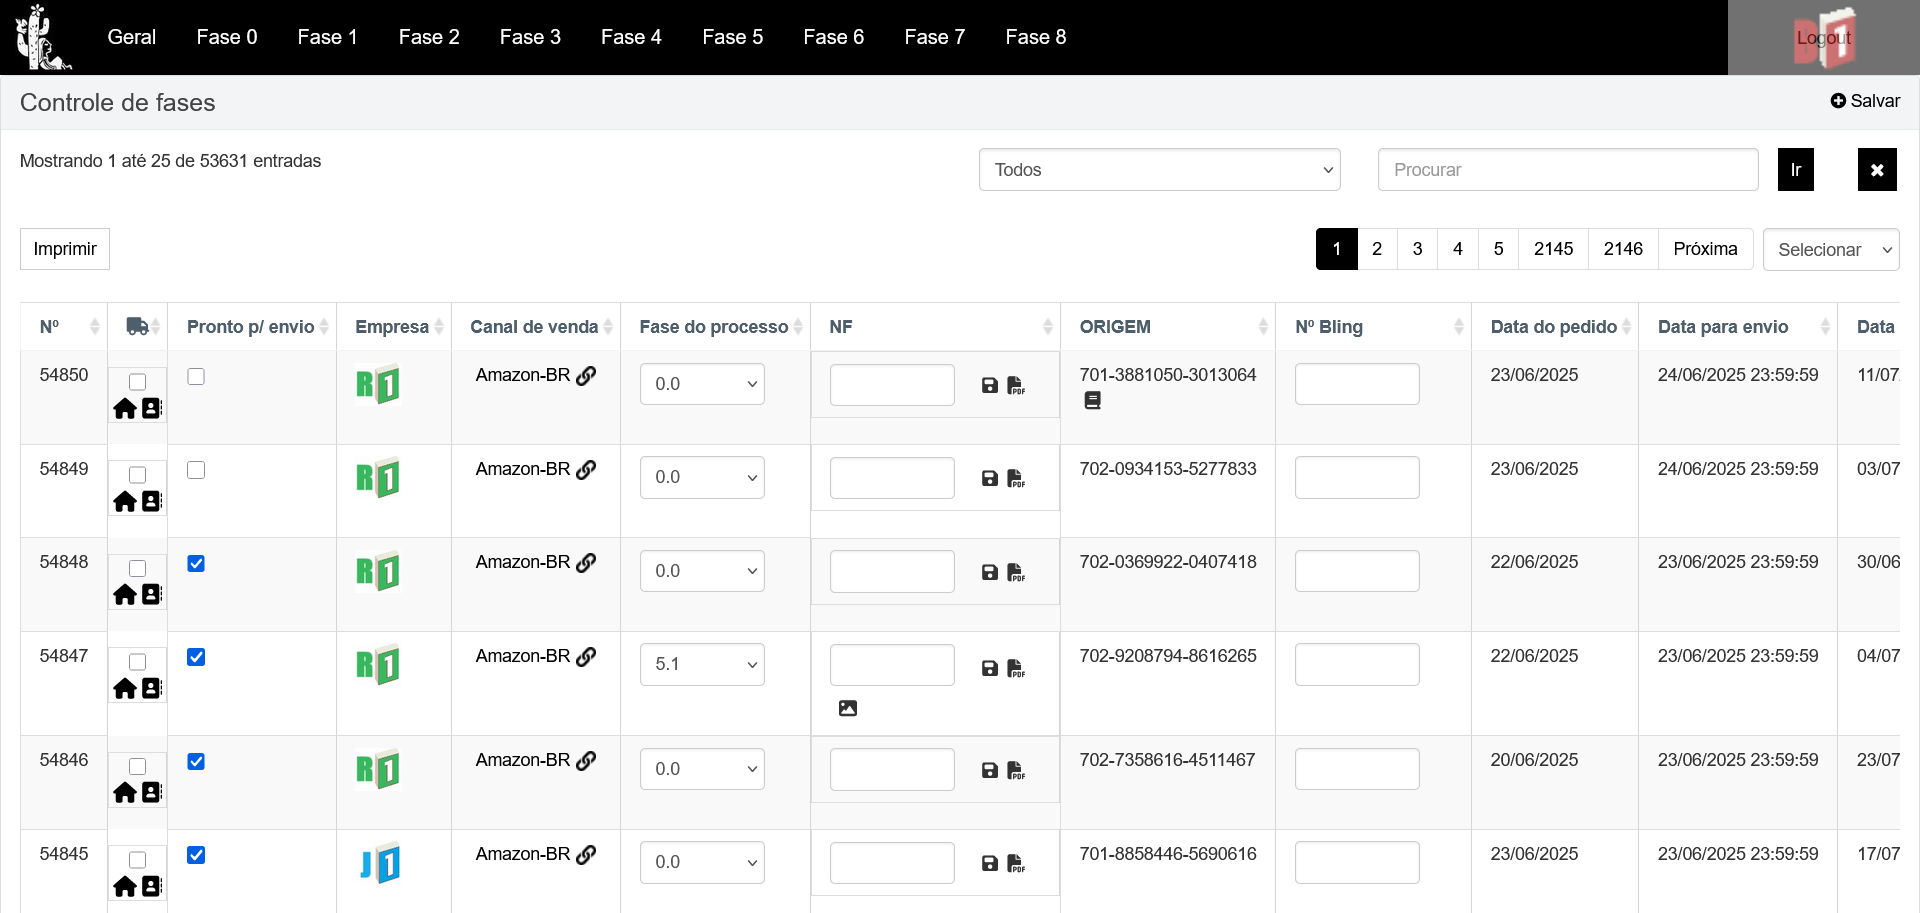 Geral Fase 0 Fase 1 Fase 2 Fase 3 Fase 4 Fase 5 Fase 6 Fase 7 Fase 8 Logout
Controle de fases Salvar
Mostrando 1 até 25 de 53631 entradas Todos Procurar Ir
Imprimir 1 2 3 4 5 2145 2146 Próxima Selecionar
Nº Pronto p/ envio Empresa Canal de venda Fase do processo NF ORIGEM Nº Bling Data do pedido Data para envio Data
54850 R1 Amazon-BR 0.0 PDF 701-3881050-3013064 23/06/2025 24/06/2025 23:59:59 11/07
54849 R1 Amazon-BR 0.0 PDF 702-0934153-5277833 23/06/2025 24/06/2025 23:59:59 03/07
54848 R1 Amazon-BR 0.0 PDF 702-0369922-0407418 22/06/2025 23/06/2025 23:59:59 30/06
54847 R1 Amazon-BR 5.1 PDF 702-9208794-8616265 22/06/2025 23/06/2025 23:59:59 04/07
54846 R1 Amazon-BR 0.0 PDF 702-7358616-4511467 20/06/2025 23/06/2025 23:59:59 23/07
54845 J1 Amazon-BR 0.0 PDF 701-8858446-5690616 23/06/2025 23/06/2025 23:59:59 17/07